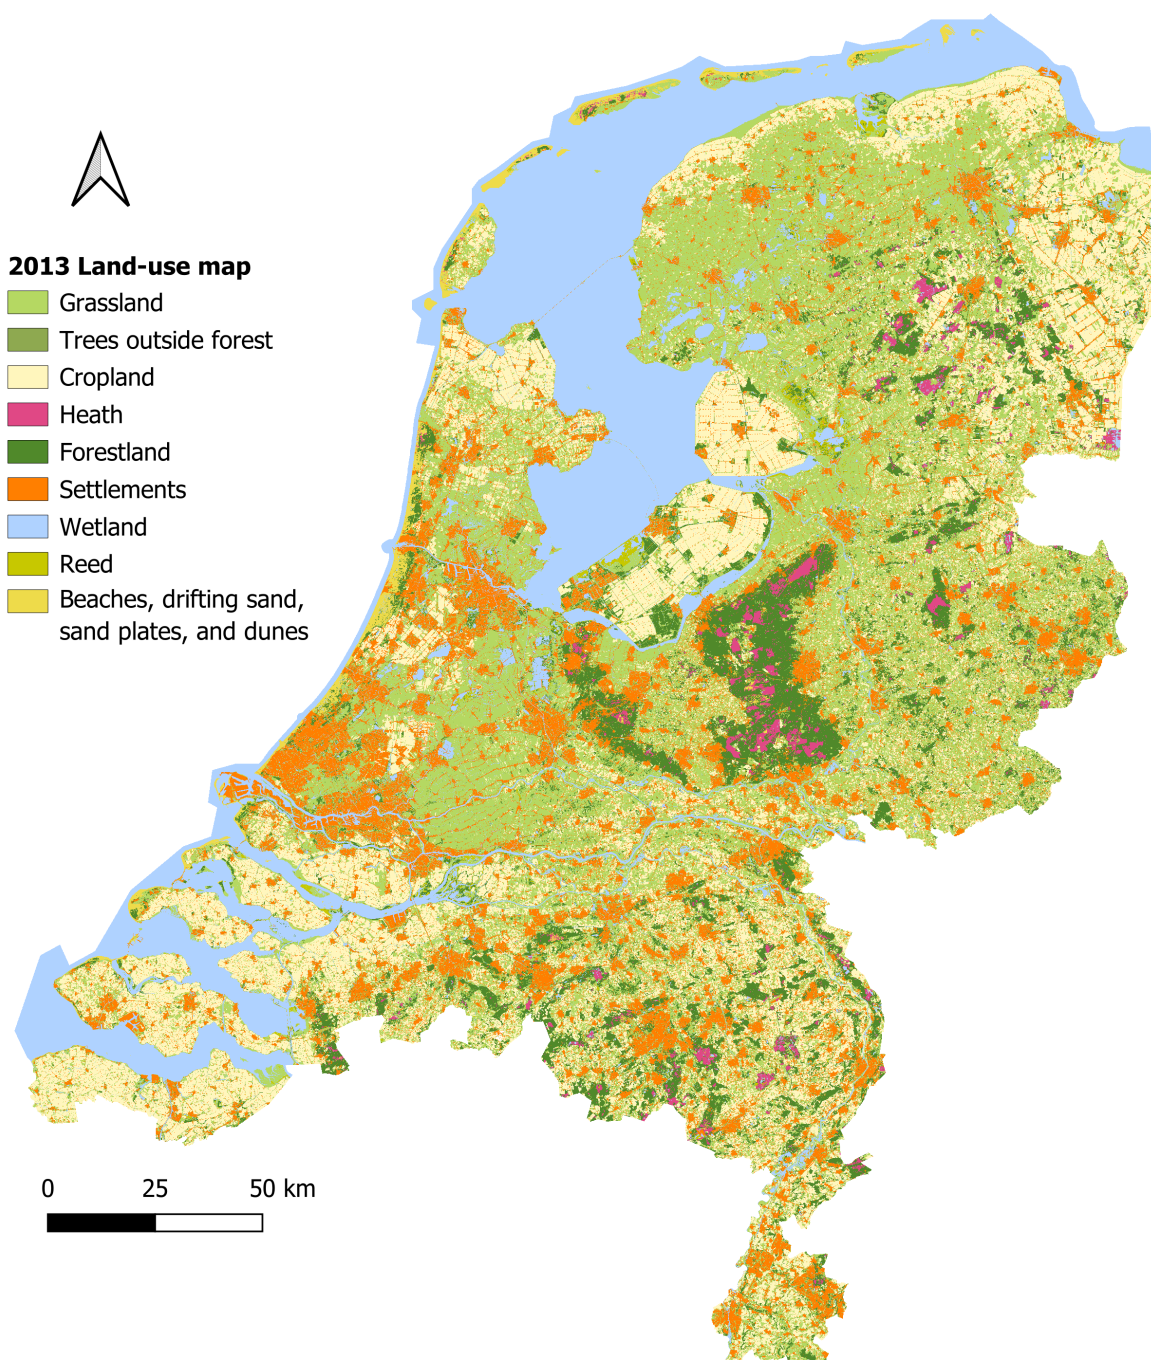 2013 Land-use map
Grassland
Trees outside forest
Cropland
Heath
Forestland
Settlements
Wetland
Reed
Beaches, drifting sand,
sand plates, and dunes
0 25 50 km